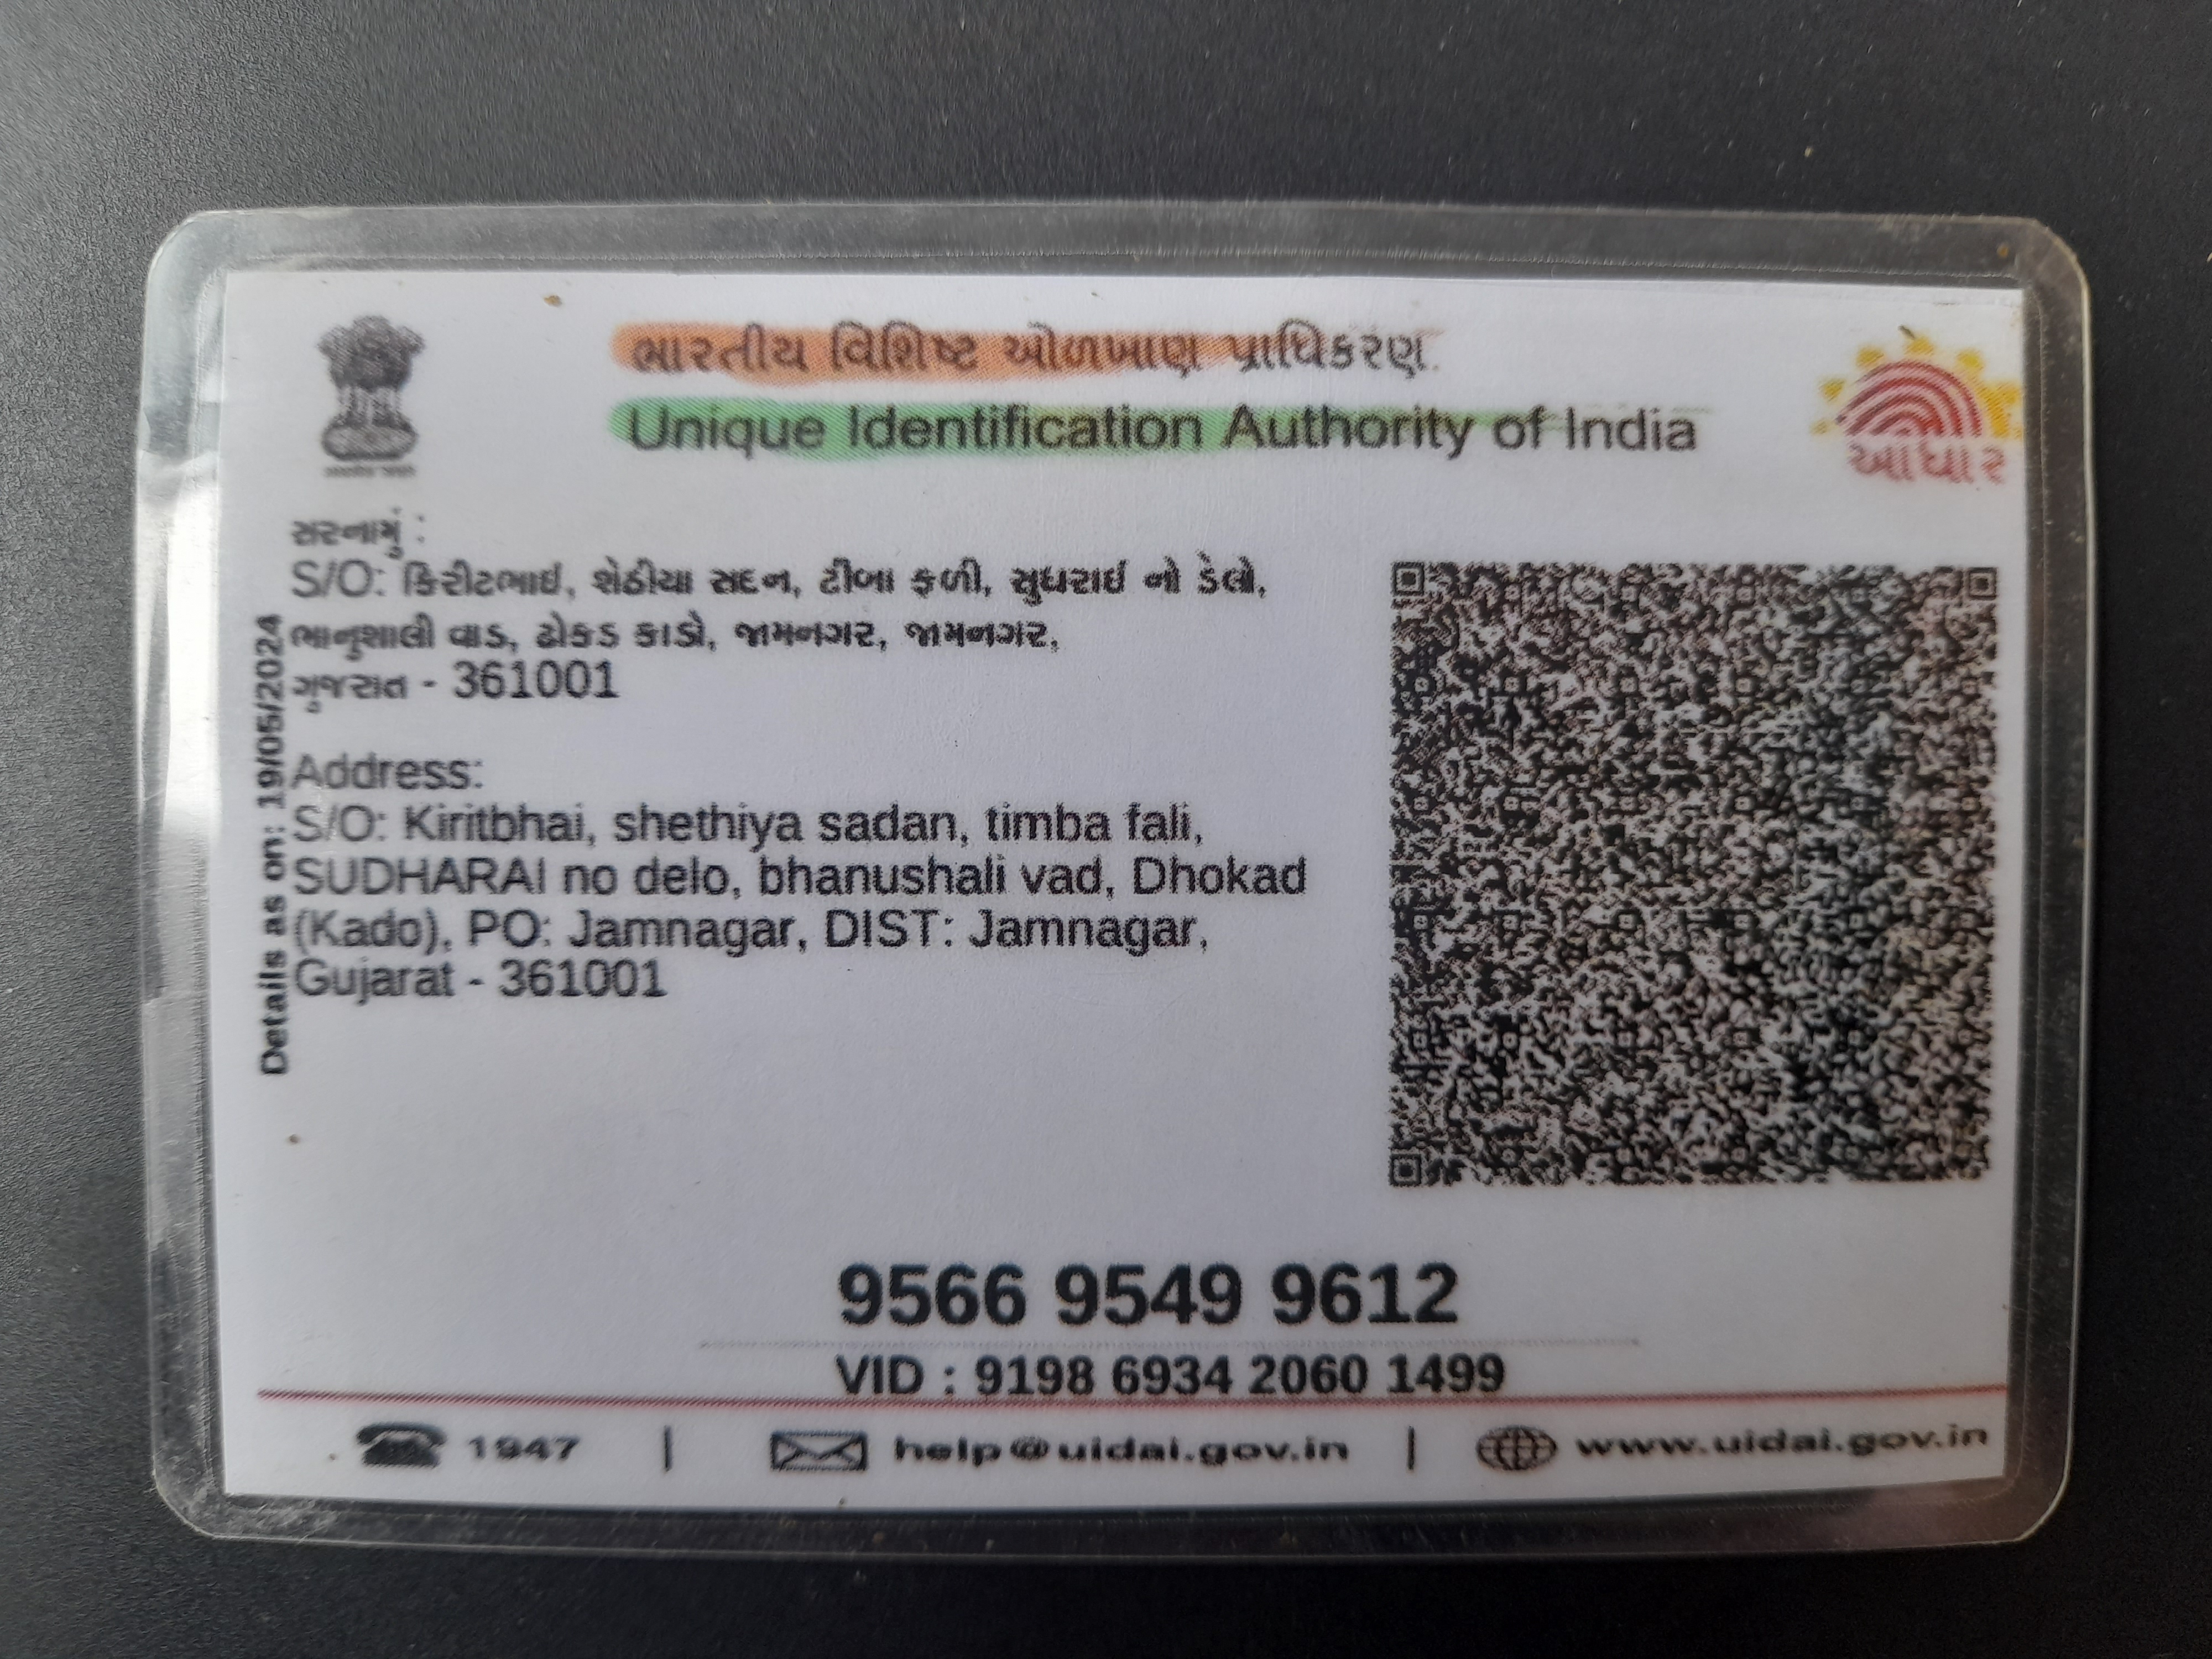 ભારતીય વિશિષ્ટ ઓળખાણ પ્રાધિકરણ
Unique Identification Authority of India
આધાર
સરનામું :
S/O: કિરીટભાઈ, શેઠીયા સદન, ટીબા ફળી, સુધરાઈ નો ડેલો,
ભાનુશાલી વાડ, ઢોકડ કાડો, જામનગર, જામનગર,
ગુજરાત - 361001
Details as on: 19/05/2024
Address:
S/O: Kiritbhai, shethiya sadan, timba fali,
SUDHARAI no delo, bhanushali vad, Dhokad
(Kado), PO: Jamnagar, DIST: Jamnagar,
Gujarat - 361001
9566 9549 9612
VID : 9198 6934 2060 1499
1947 | help@uidai.gov.in | www.uidai.gov.in